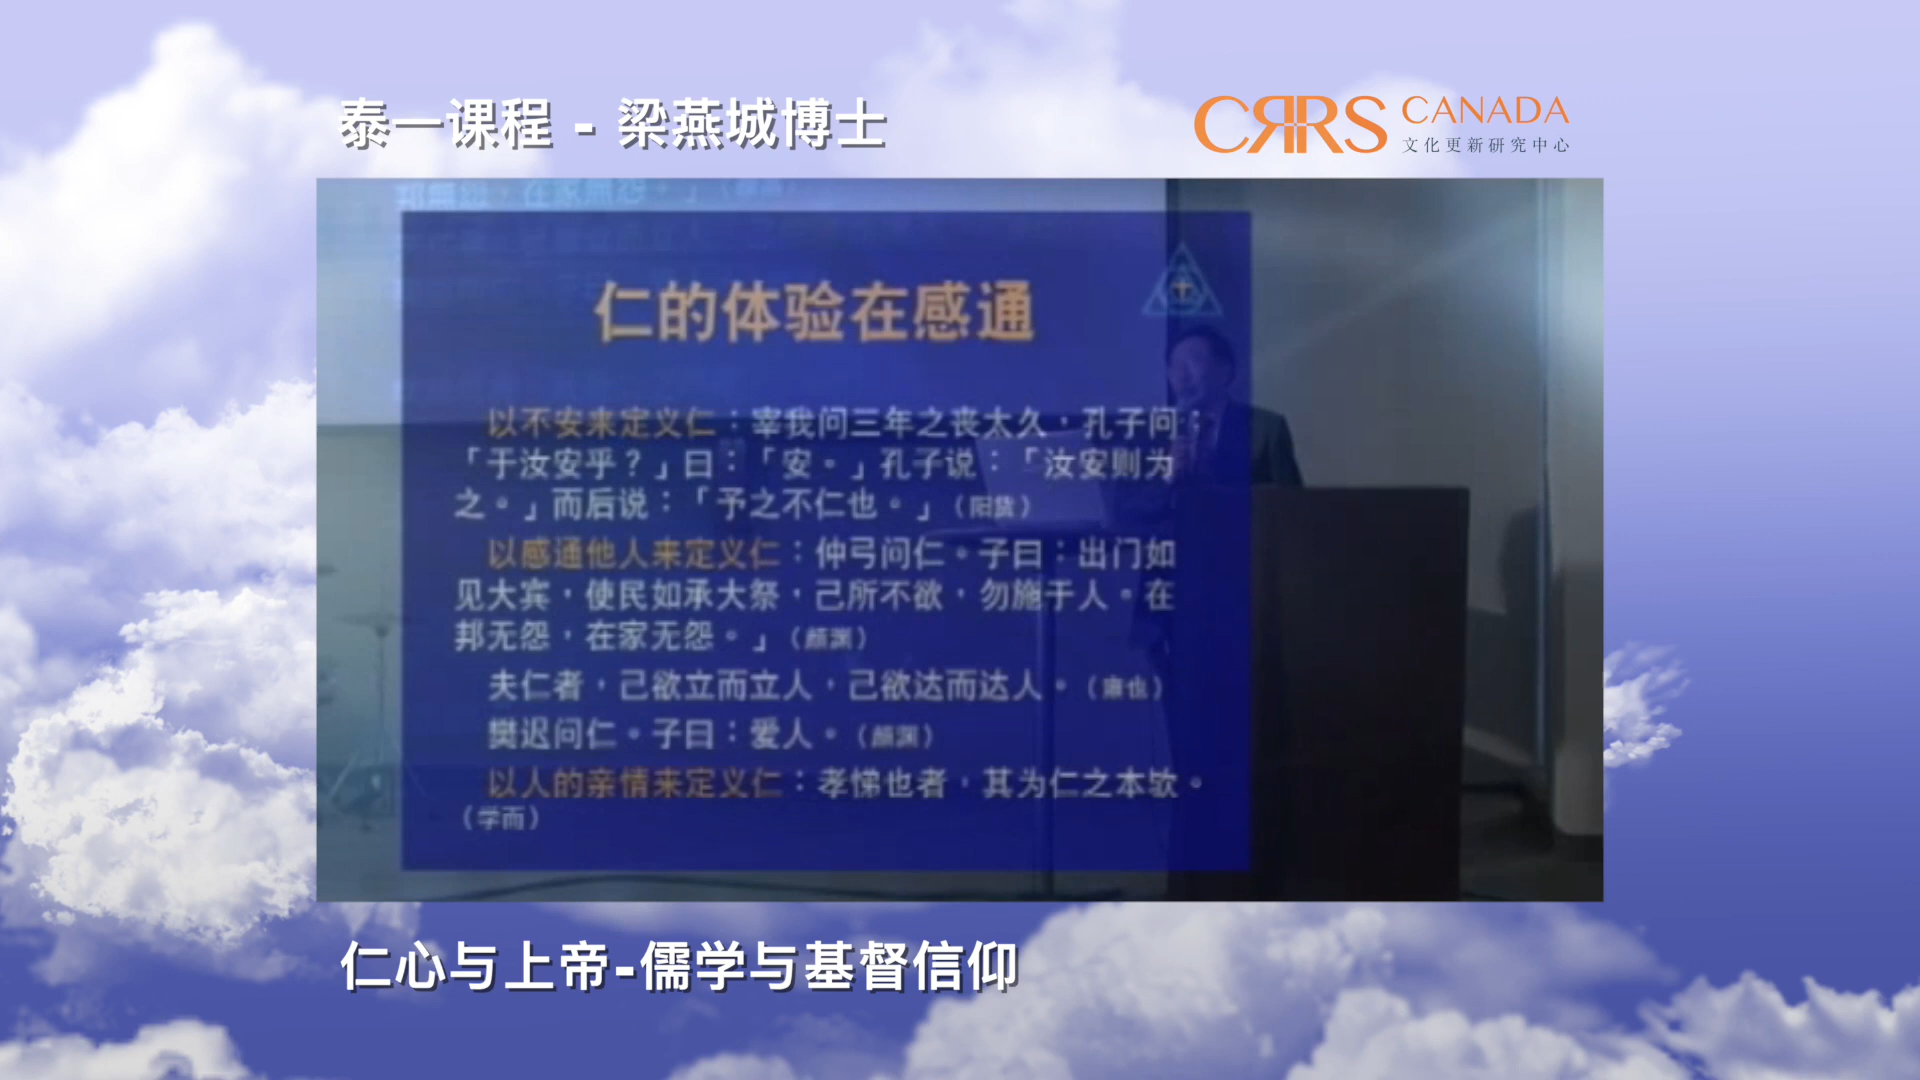 泰一课程 - 梁燕城博士
CRRS CANADA
文化更新研究中心
仁的体验在感通
以不安来定义仁：宰我问三年之丧太久，孔子问：
「于汝安乎？」曰：「安。」孔子说：「汝安则为
之。」而后说：「予之不仁也。」（阳货）
以感通他人来定义仁：仲弓问仁。子曰：出门如
见大宾，使民如承大祭，己所不欲，勿施于人。在
邦无怨，在家无怨。」（颜渊）
夫仁者，己欲立而立人，己欲达而达人。（雍也）
樊迟问仁。子曰：爱人。（颜渊）
以人的亲情来定义仁：孝悌也者，其为仁之本欤。
（学而）
仁心与上帝-儒学与基督信仰